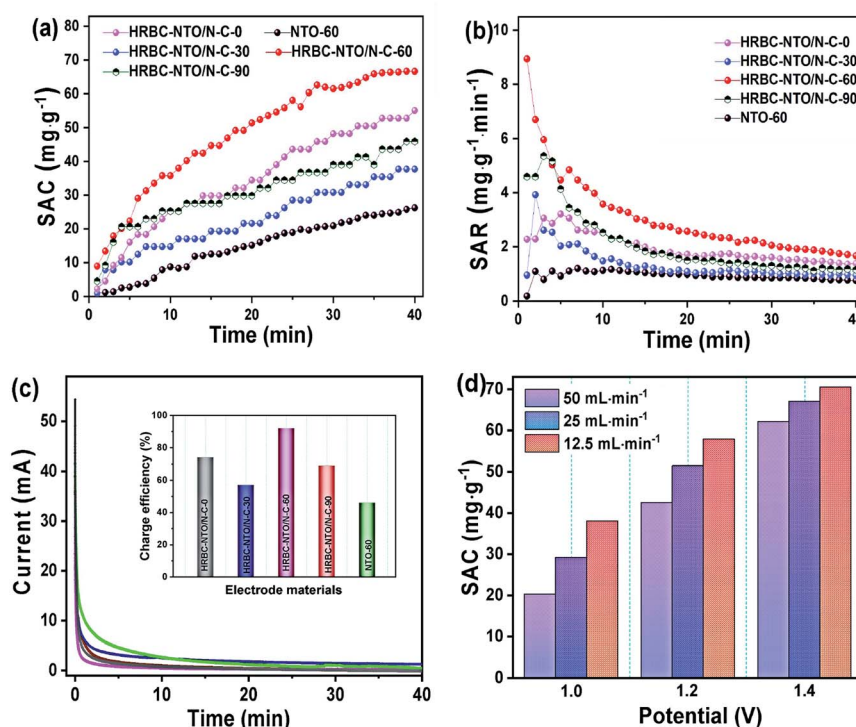 (a)
HRBC-NTO/N-C-0 NTO-60
HRBC-NTO/N-C-30 HRBC-NTO/N-C-60
HRBC-NTO/N-C-90
SAC (mg·g⁻¹)
80
70
60
50
40
30
20
10
0
0 10 20 30 40
Time (min)
(b)
HRBC-NTO/N-C-0
HRBC-NTO/N-C-30
HRBC-NTO/N-C-60
HRBC-NTO/N-C-90
NTO-60
SAR (mg·g⁻¹·min⁻¹)
10
8
6
4
2
0
0 10 20 30 40
Time (min)
(c)
Current (mA)
50
40
30
20
10
0
0 10 20 30 40
Time (min)
Charge efficiency (%)
100
80
60
40
20
0
HRBC-NTO/N-C-0
HRBC-NTO/N-C-30
HRBC-NTO/N-C-60
HRBC-NTO/N-C-90
NTO-60
Electrode materials
(d)
50 mL·min⁻¹
25 mL·min⁻¹
12.5 mL·min⁻¹
SAC (mg·g⁻¹)
70
60
50
40
30
20
10
0
1.0 1.2 1.4
Potential (V)